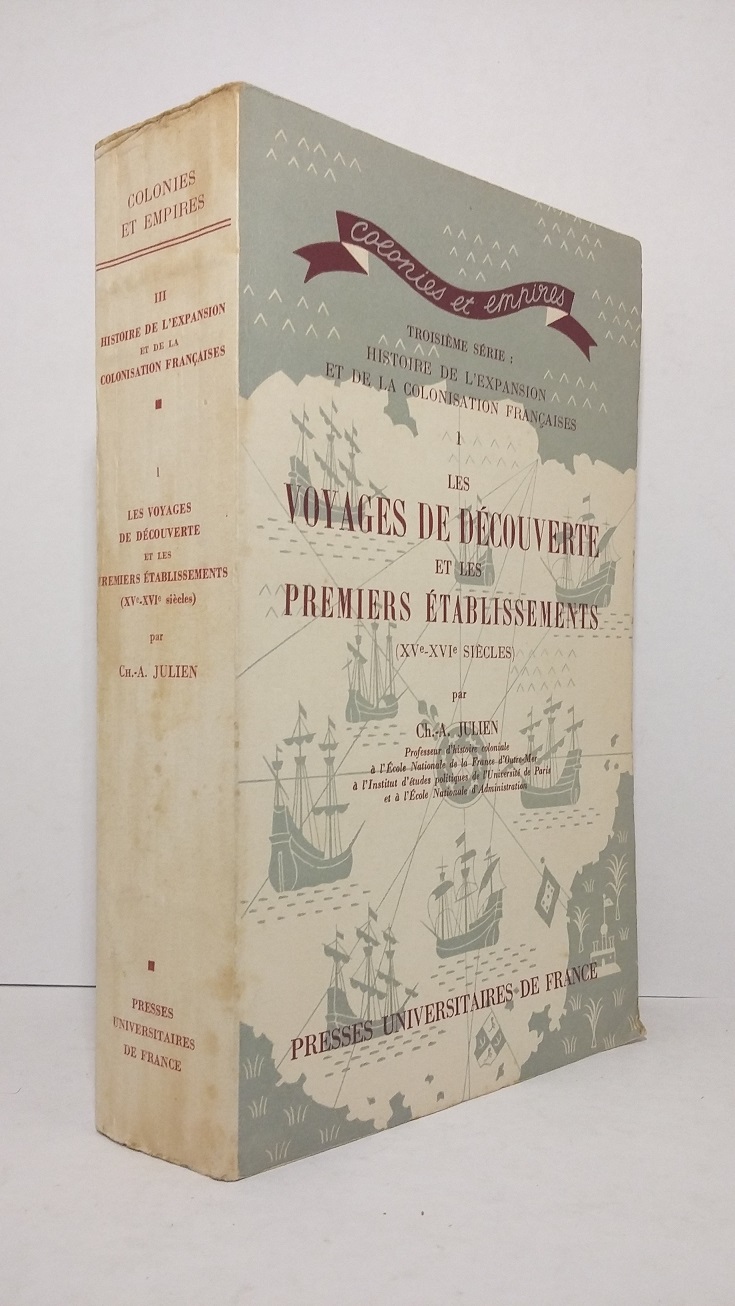 COLONIES
ET EMPIRES
III
HISTOIRE DE L'EXPANSION
ET DE LA
COLONISATION FRANÇAISES
I
LES VOYAGES
DE DÉCOUVERTE
ET LES
PREMIERS ÉTABLISSEMENTS
(XVe-XVIe siècles)
par
CH.-A. JULIEN
PRESSES
UNIVERSITAIRES
DE FRANCE
colonies et empires
TROISIÈME SÉRIE :
HISTOIRE DE L'EXPANSION
ET DE LA COLONISATION FRANÇAISES
1
LES
VOYAGES DE DÉCOUVERTE
ET LES
PREMIERS ÉTABLISSEMENTS
(XVe-XVIe SIÈCLES)
par
Ch.-A. JULIEN
Professeur d'histoire coloniale
à l'École Nationale de la France d'Outre-Mer
à l'Institut d'études politiques de l'Université de Paris
et à l'École Nationale d'Administration
PRESSES UNIVERSITAIRES DE FRANCE